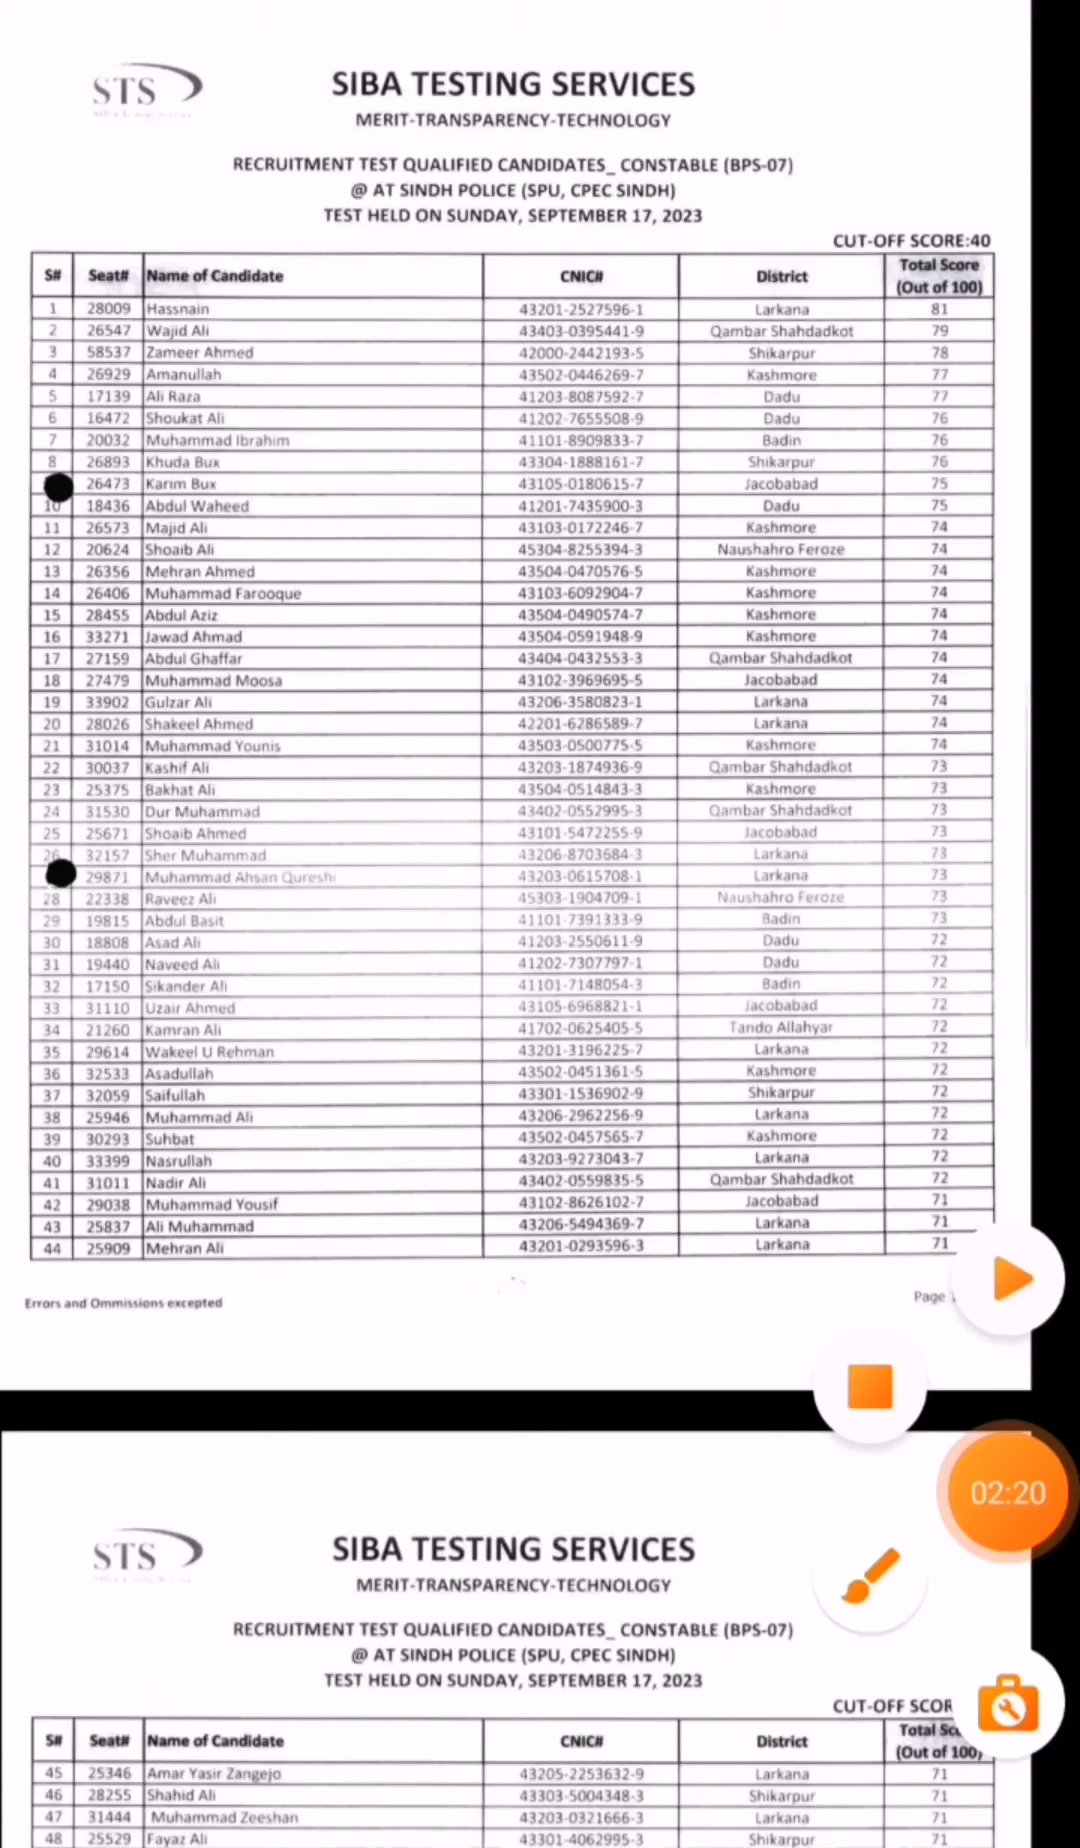 STS
SIBA TESTING SERVICES
MERIT-TRANSPARENCY-TECHNOLOGY
RECRUITMENT TEST QUALIFIED CANDIDATES_ CONSTABLE (BPS-07)
@ AT SINDH POLICE (SPU, CPEC SINDH)
TEST HELD ON SUNDAY, SEPTEMBER 17, 2023
CUT-OFF SCORE:40
S# Seat# Name of Candidate CNIC# District Total Score (Out of 100)
1 28009 Hassnain 43201-2527596-1 Larkana 81
2 26547 Wajid Ali 43403-0395441-9 Qambar Shahdadkot 79
3 58537 Zameer Ahmed 42000-2442193-5 Shikarpur 78
4 26929 Amanullah 43502-0446269-7 Kashmore 77
5 17139 Ali Raza 41203-8087592-7 Dadu 77
6 16472 Shoukat Ali 41202-7655508-9 Dadu 76
7 20032 Muhammad Ibrahim 41101-8909833-7 Badin 76
8 26893 Khuda Bux 43304-1888161-7 Shikarpur 76
26473 Karim Bux 43105-0180615-7 Jacobabad 75
10 18436 Abdul Waheed 41201-7435900-3 Dadu 75
11 26573 Majid Ali 43103-0172246-7 Kashmore 74
12 20624 Shoaib Ali 45304-8255394-3 Naushahro Feroze 74
13 26356 Mehran Ahmed 43504-0470576-5 Kashmore 74
14 26406 Muhammad Farooque 43103-6092904-7 Kashmore 74
15 28455 Abdul Aziz 43504-0490574-7 Kashmore 74
16 33271 Jawad Ahmad 43504-0591948-9 Kashmore 74
17 27159 Abdul Ghaffar 43404-0432553-3 Qambar Shahdadkot 74
18 27479 Muhammad Moosa 43102-3969695-5 Jacobabad 74
19 33902 Gulzar Ali 43206-3580823-1 Larkana 74
20 28026 Shakeel Ahmed 42201-6286589-7 Larkana 74
21 31014 Muhammad Younis 43503-0500775-5 Kashmore 74
22 30037 Kashif Ali 43203-1874936-9 Qambar Shahdadkot 73
23 25375 Bakhat Ali 43504-0514843-3 Kashmore 73
24 31530 Dur Muhammad 43402-0552995-3 Qambar Shahdadkot 73
25 25671 Shoaib Ahmed 43101-5472255-9 Jacobabad 73
26 32157 Sher Muhammad 43206-8703684-3 Larkana 73
29871 Muhammad Ahsan Qureshi 43203-0615708-1 Larkana 73
28 22338 Raveez Ali 45303-1904709-1 Naushahro Feroze 73
29 19815 Abdul Basit 41101-7391333-9 Badin 73
30 18808 Asad Ali 41203-2550611-9 Dadu 72
31 19440 Naveed Ali 41202-7307797-1 Dadu 72
32 17150 Sikander Ali 41101-7148054-3 Badin 72
33 31110 Uzair Ahmed 43105-6968821-1 Jacobabad 72
34 21260 Kamran Ali 41702-0625405-5 Tando Allahyar 72
35 29614 Wakeel U Rehman 43201-3196225-7 Larkana 72
36 32533 Asadullah 43502-0451361-5 Kashmore 72
37 32059 Saifullah 43301-1536902-9 Shikarpur 72
38 25946 Muhammad Ali 43206-2962256-9 Larkana 72
39 30293 Suhbat 43502-0457565-7 Kashmore 72
40 33399 Nasrullah 43203-9273043-7 Larkana 72
41 31011 Nadir Ali 43402-0559835-5 Qambar Shahdadkot 72
42 29038 Muhammad Yousif 43102-8626102-7 Jacobabad 71
43 25837 Ali Muhammad 43206-5494369-7 Larkana 71
44 25909 Mehran Ali 43201-0293596-3 Larkana 71
Errors and Ommissions excepted Page
02:20
STS
SIBA TESTING SERVICES
MERIT-TRANSPARENCY-TECHNOLOGY
RECRUITMENT TEST QUALIFIED CANDIDATES_ CONSTABLE (BPS-07)
@ AT SINDH POLICE (SPU, CPEC SINDH)
TEST HELD ON SUNDAY, SEPTEMBER 17, 2023
CUT-OFF SCOR
S# Seat# Name of Candidate CNIC# District Total Sco (Out of 100)
45 25346 Amar Yasir Zangejo 43205-2253632-9 Larkana 71
46 28255 Shahid Ali 43303-5004348-3 Shikarpur 71
47 31444 Muhammad Zeeshan 43203-0321666-3 Larkana 71
48 25529 Fayaz Ali 43301-4062995-3 Shikarpur 71